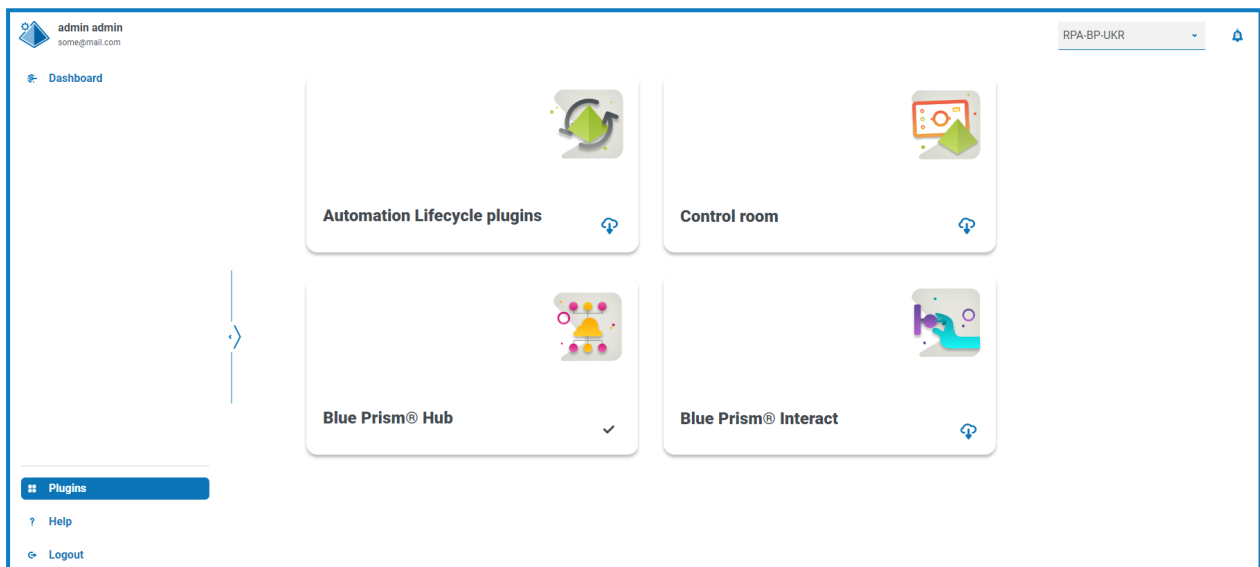 admin admin
some@mail.com
RPA-BP-UKR
Dashboard
Automation Lifecycle plugins
Control room
Blue Prism® Hub
Blue Prism® Interact
Plugins
? Help
Logout